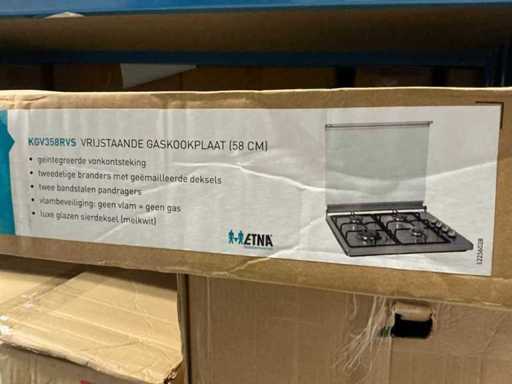 KGV358RVS VRIJSTAANDE GASKOOKPLAAT (58 CM)
• geïntegreerde vonkontsteking
• tweedelige branders met geëmailleerde deksels
• twee bandstalen pandragers
• vlambeveiliging: geen vlam = geen gas
• luxe glazen sierdeksel (melkwit)
ETNA